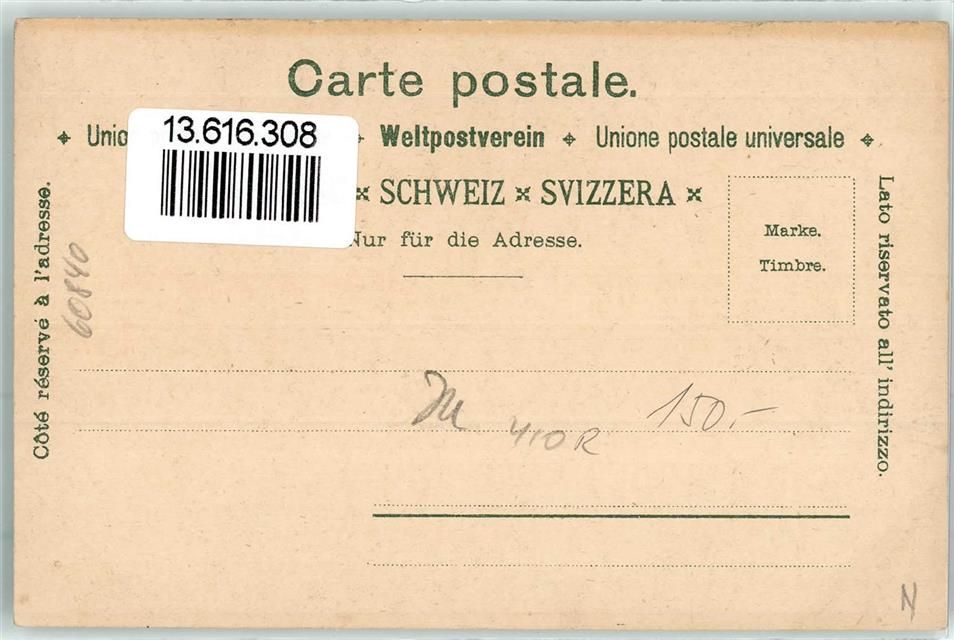 Carte postale.
13.616.308
Weltpostverein Unione postale universale
SCHWEIZ SVIZZERA
Nur für die Adresse.
Marke.
Timbre.
Côté réservé à l'adresse.
60840
Lato riservato all' indirizzo.
410R
150.-
N